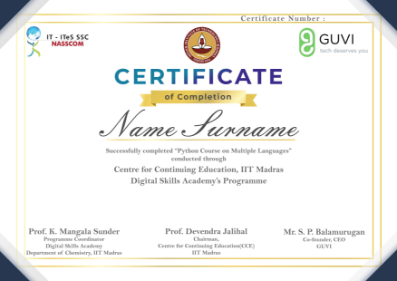 Certificate Number :
IT - ITeS SSC
NASSCOM
GUVI
tech deserves you
CERTIFICATE
of Completion
Name Surname
Successfully completed "Python Course on Multiple Languages"
conducted through
Centre for Continuing Education, IIT Madras
Digital Skills Academy's Programme
Prof. K. Mangala Sunder
Programme Coordinator
Digital Skills Academy
Department of Chemistry, IIT Madras
Prof. Devendra Jalihal
Chairman,
Centre for Continuing Education(CCE)
IIT Madras
Mr. S. P. Balamurugan
Co-founder, CEO
GUVI